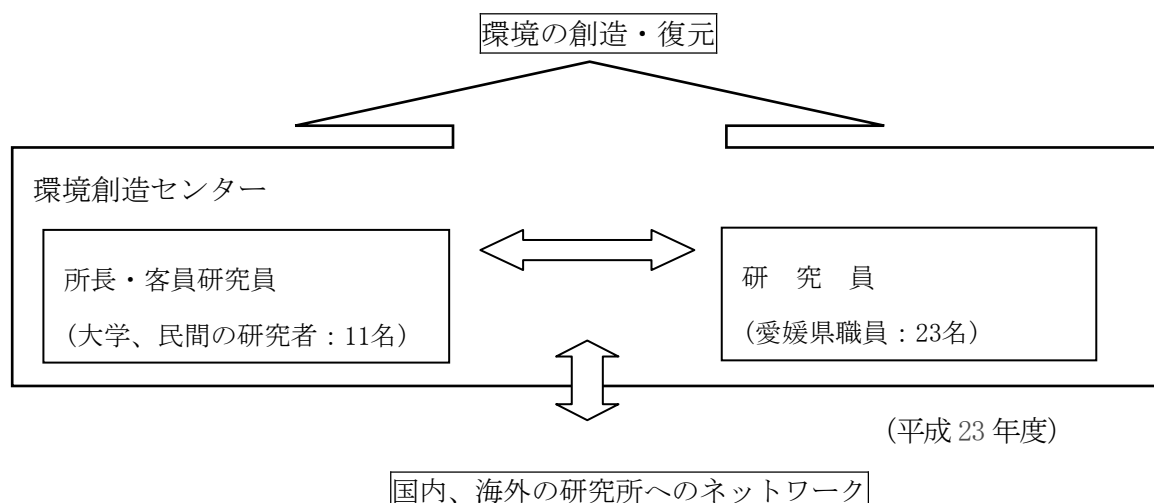 環境の創造・復元
環境創造センター
所長・客員研究員
(大学、民間の研究者：11名)
研　究　員
(愛媛県職員：23名)
(平成 23 年度)
国内、海外の研究所へのネットワーク